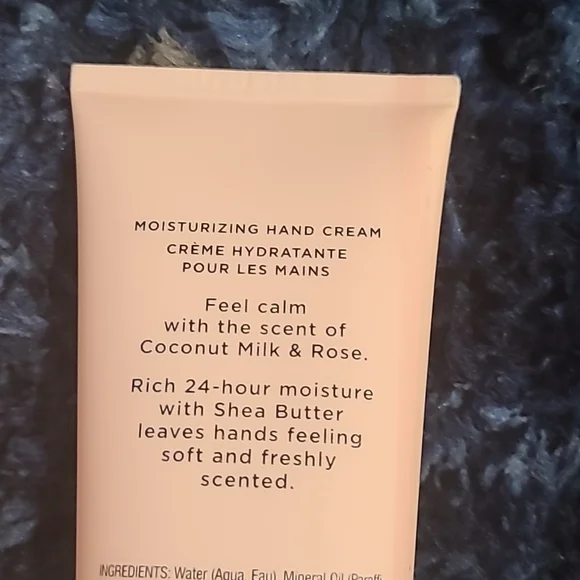 MOISTURIZING HAND CREAM
CRÈME HYDRATANTE
POUR LES MAINS
Feel calm
with the scent of
Coconut Milk & Rose.
Rich 24-hour moisture
with Shea Butter
leaves hands feeling
soft and freshly
scented.
INGREDIENTS: Water (Aqua, Eau), Mineral Oil (Paraffi